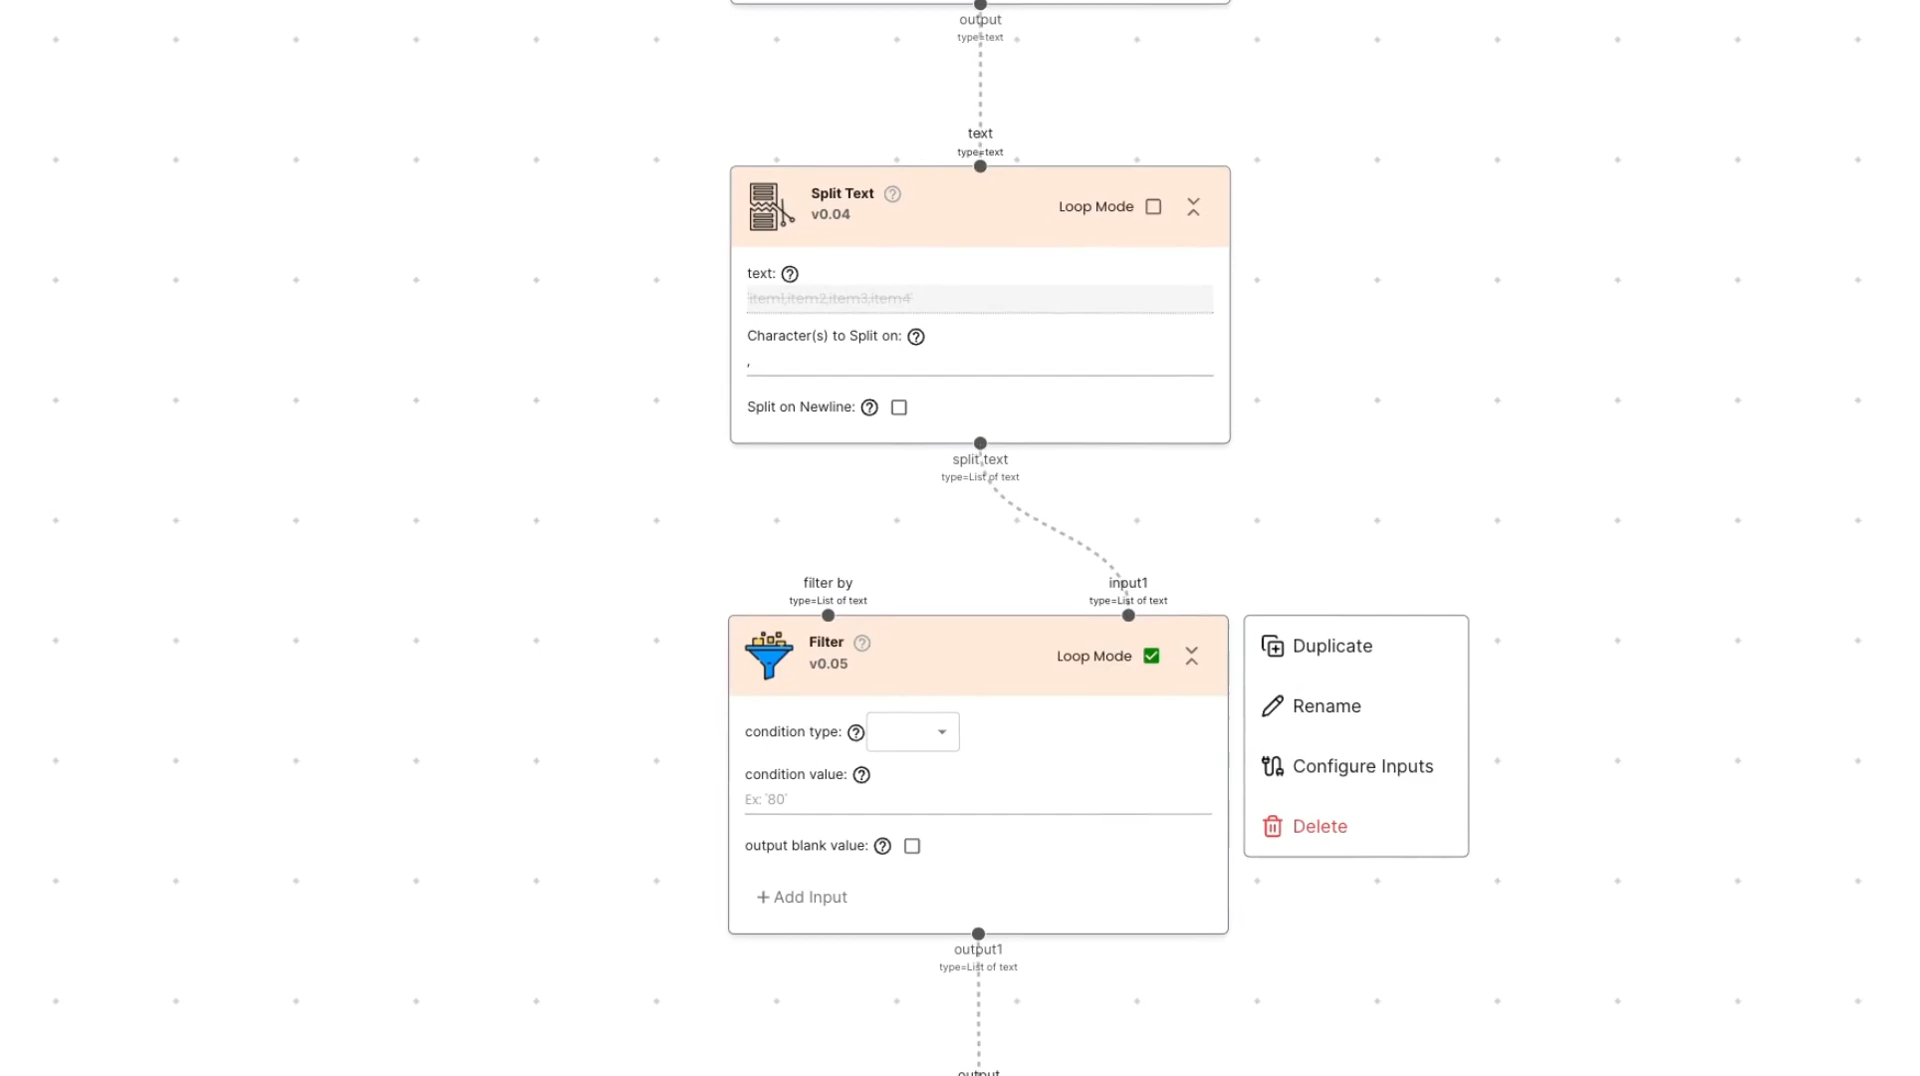 output
type=text
text
type=text
Split Text
v0.04
Loop Mode
text:
'item1,item2,item3,item4'
Character(s) to Split on:
,
Split on Newline:
split text
type=List of text
filter by
type=List of text
input1
type=List of text
Filter
v0.05
Loop Mode
condition type:
condition value:
Ex: '80'
output blank value:
+ Add Input
Duplicate
Rename
Configure Inputs
Delete
output1
type=List of text
output